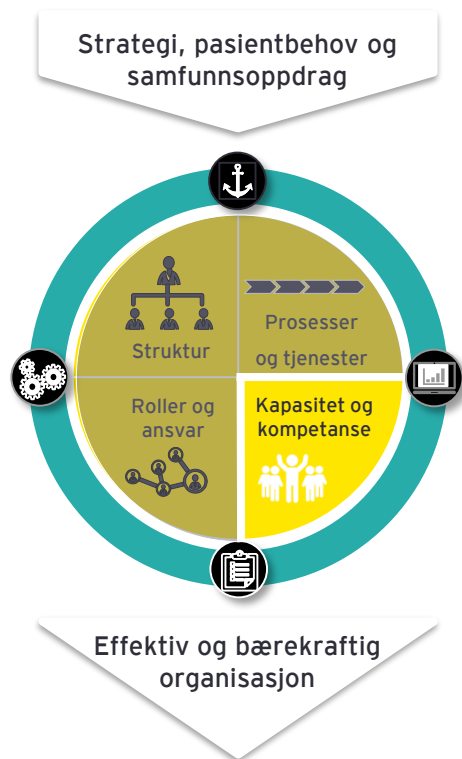 Strategi, pasientbehov og
samfunnsoppdrag
Struktur
Prosesser
og tjenester
Roller og
ansvar
Kapasitet og
kompetanse
Effektiv og bærekraftig
organisasjon